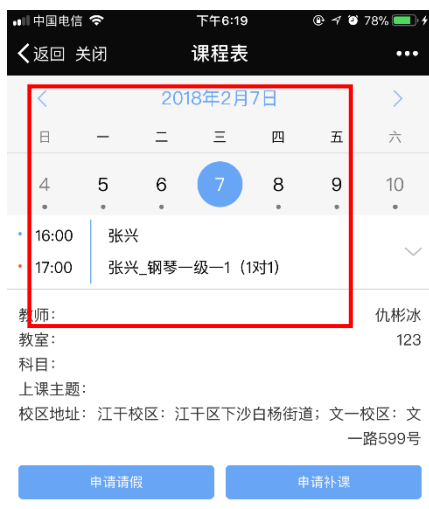 中国电信 下午6:19 78%
返回 关闭 课程表
2018年2月7日
日 一 二 三 四 五 六
4 5 6 7 8 9 10
16:00 张兴
17:00 张兴_钢琴一级—1（1对1)
教师: 仇彬冰
教室: 123
科目:
上课主题:
校区地址: 江干校区: 江干区下沙白杨街道; 文一校区: 文
一路599号
申请请假 申请补课